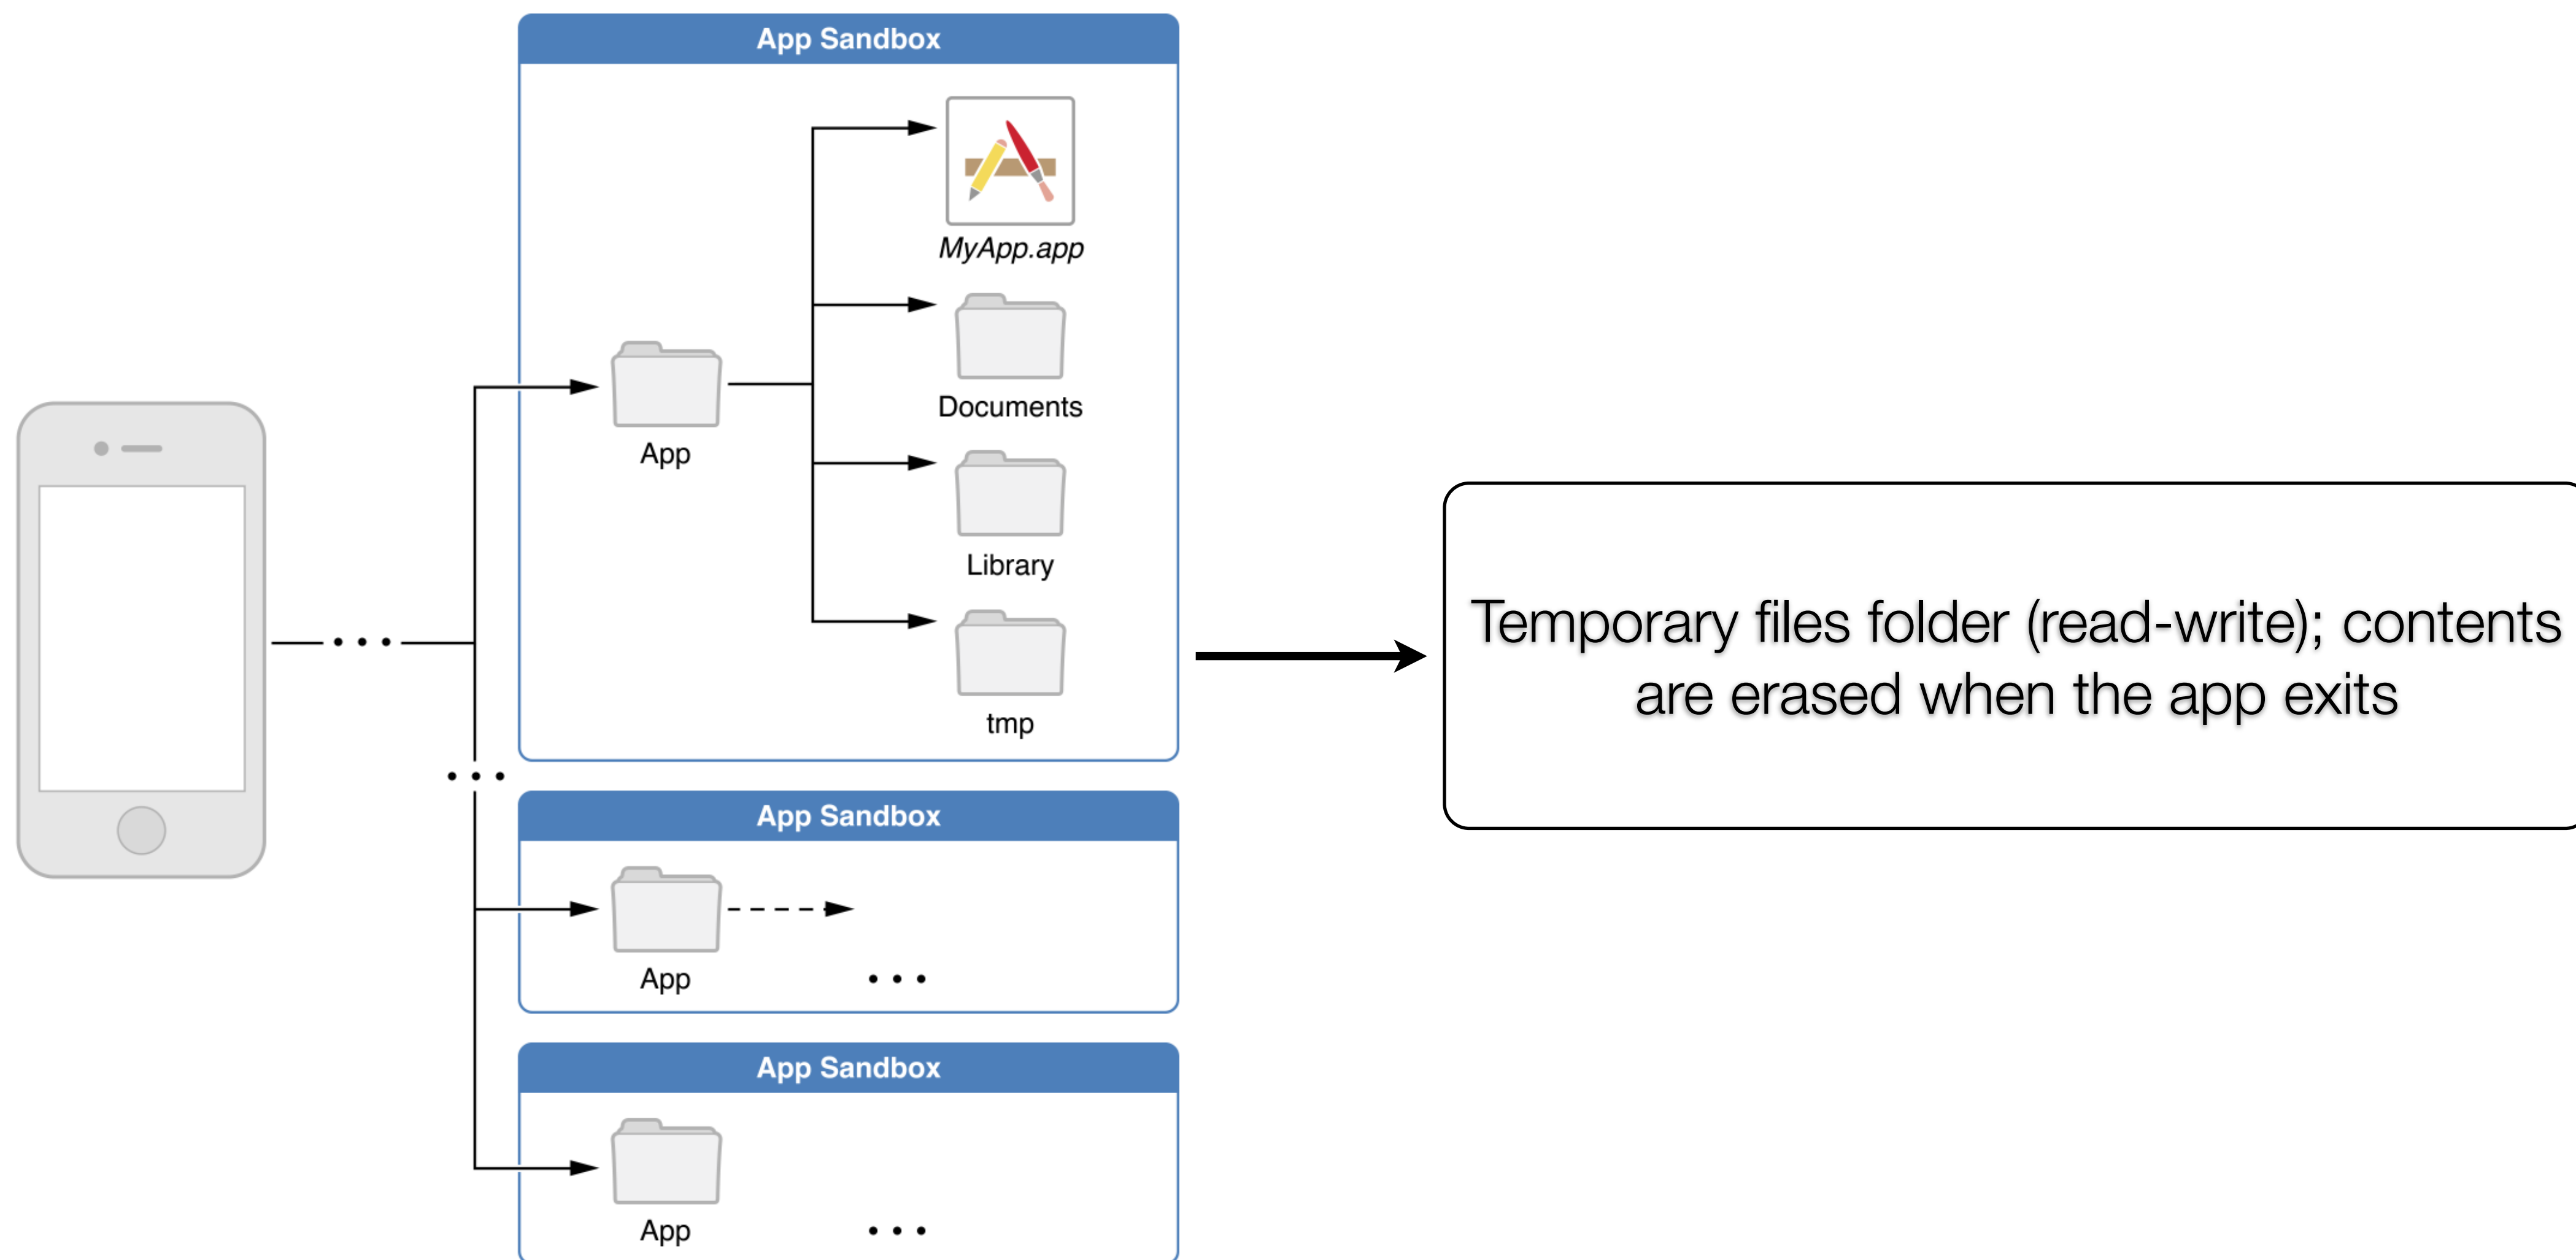 App Sandbox
MyApp.app
Documents
App
Library
tmp
Temporary files folder (read-write); contents
are erased when the app exits
App Sandbox
App
App Sandbox
App